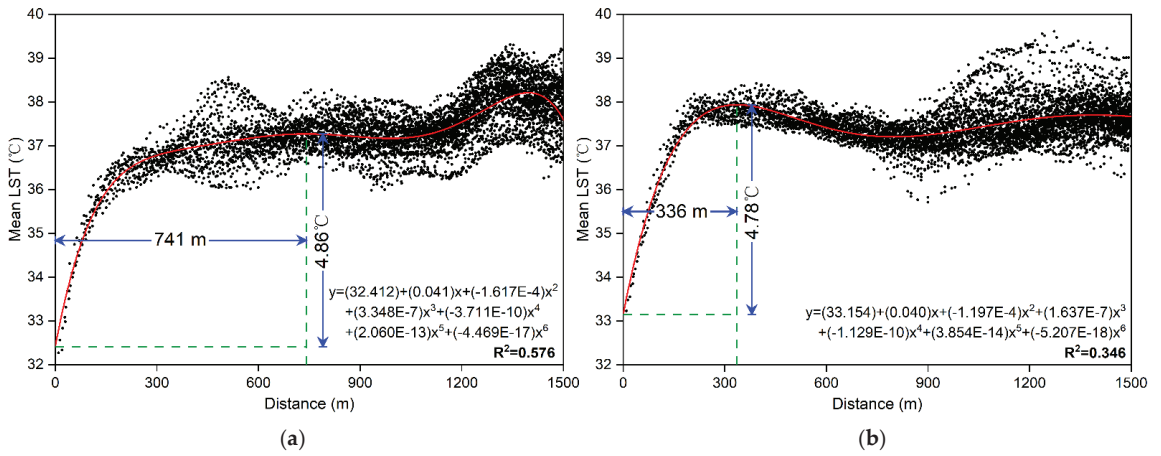 40
39
38
37
36
35
34
33
32
Mean LST (℃)
741 m
4.86℃
y=(32.412)+(0.041)x+(-1.617E-4)x²
+(3.348E-7)x³+(-3.711E-10)x⁴
+(2.060E-13)x⁵+(-4.469E-17)x⁶
R²=0.576
0 300 600 900 1200 1500
Distance (m)
(a)
40
39
38
37
36
35
34
33
32
Mean LST (℃)
336 m
4.78℃
y=(33.154)+(0.040)x+(-1.197E-4)x²+(1.637E-7)x³
+(-1.129E-10)x⁴+(3.854E-14)x⁵+(-5.207E-18)x⁶
R²=0.346
0 300 600 900 1200 1500
Distance (m)
(b)